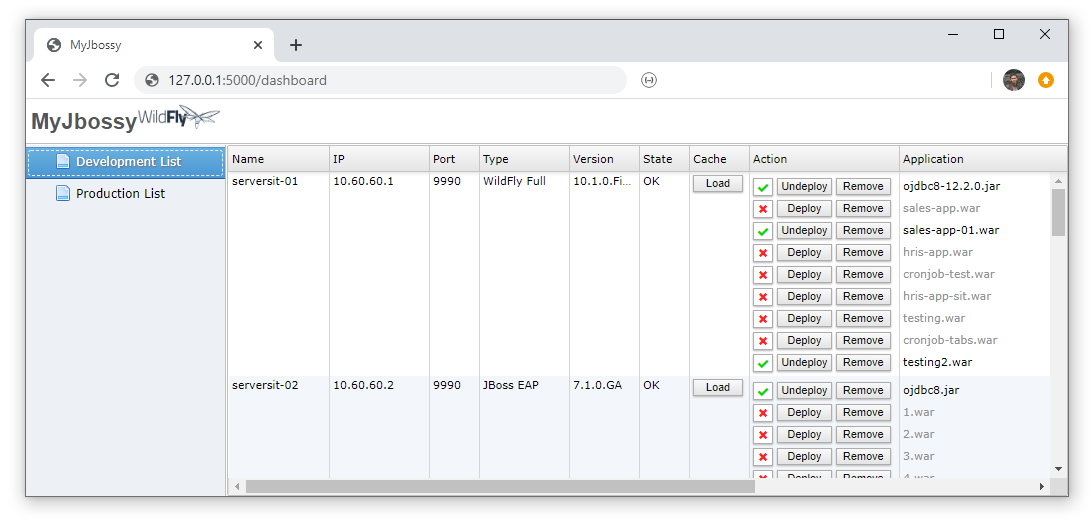 MyJbossy
127.0.0.1:5000/dashboard
MyJbossy WildFly
Development List
Production List
Name IP Port Type Version State Cache Action Application
serversit-01 10.60.60.1 9990 WildFly Full 10.1.0.Fi... OK Load Undeploy Remove ojdbc8-12.2.0.jar
Deploy Remove sales-app.war
Undeploy Remove sales-app-01.war
Deploy Remove hris-app.war
Deploy Remove cronjob-test.war
Deploy Remove hris-app-sit.war
Deploy Remove testing.war
Deploy Remove cronjob-tabs.war
Undeploy Remove testing2.war
serversit-02 10.60.60.2 9990 JBoss EAP 7.1.0.GA OK Load Undeploy Remove ojdbc8.jar
Deploy Remove 1.war
Deploy Remove 2.war
Deploy Remove 3.war
Deploy Remove 4.war